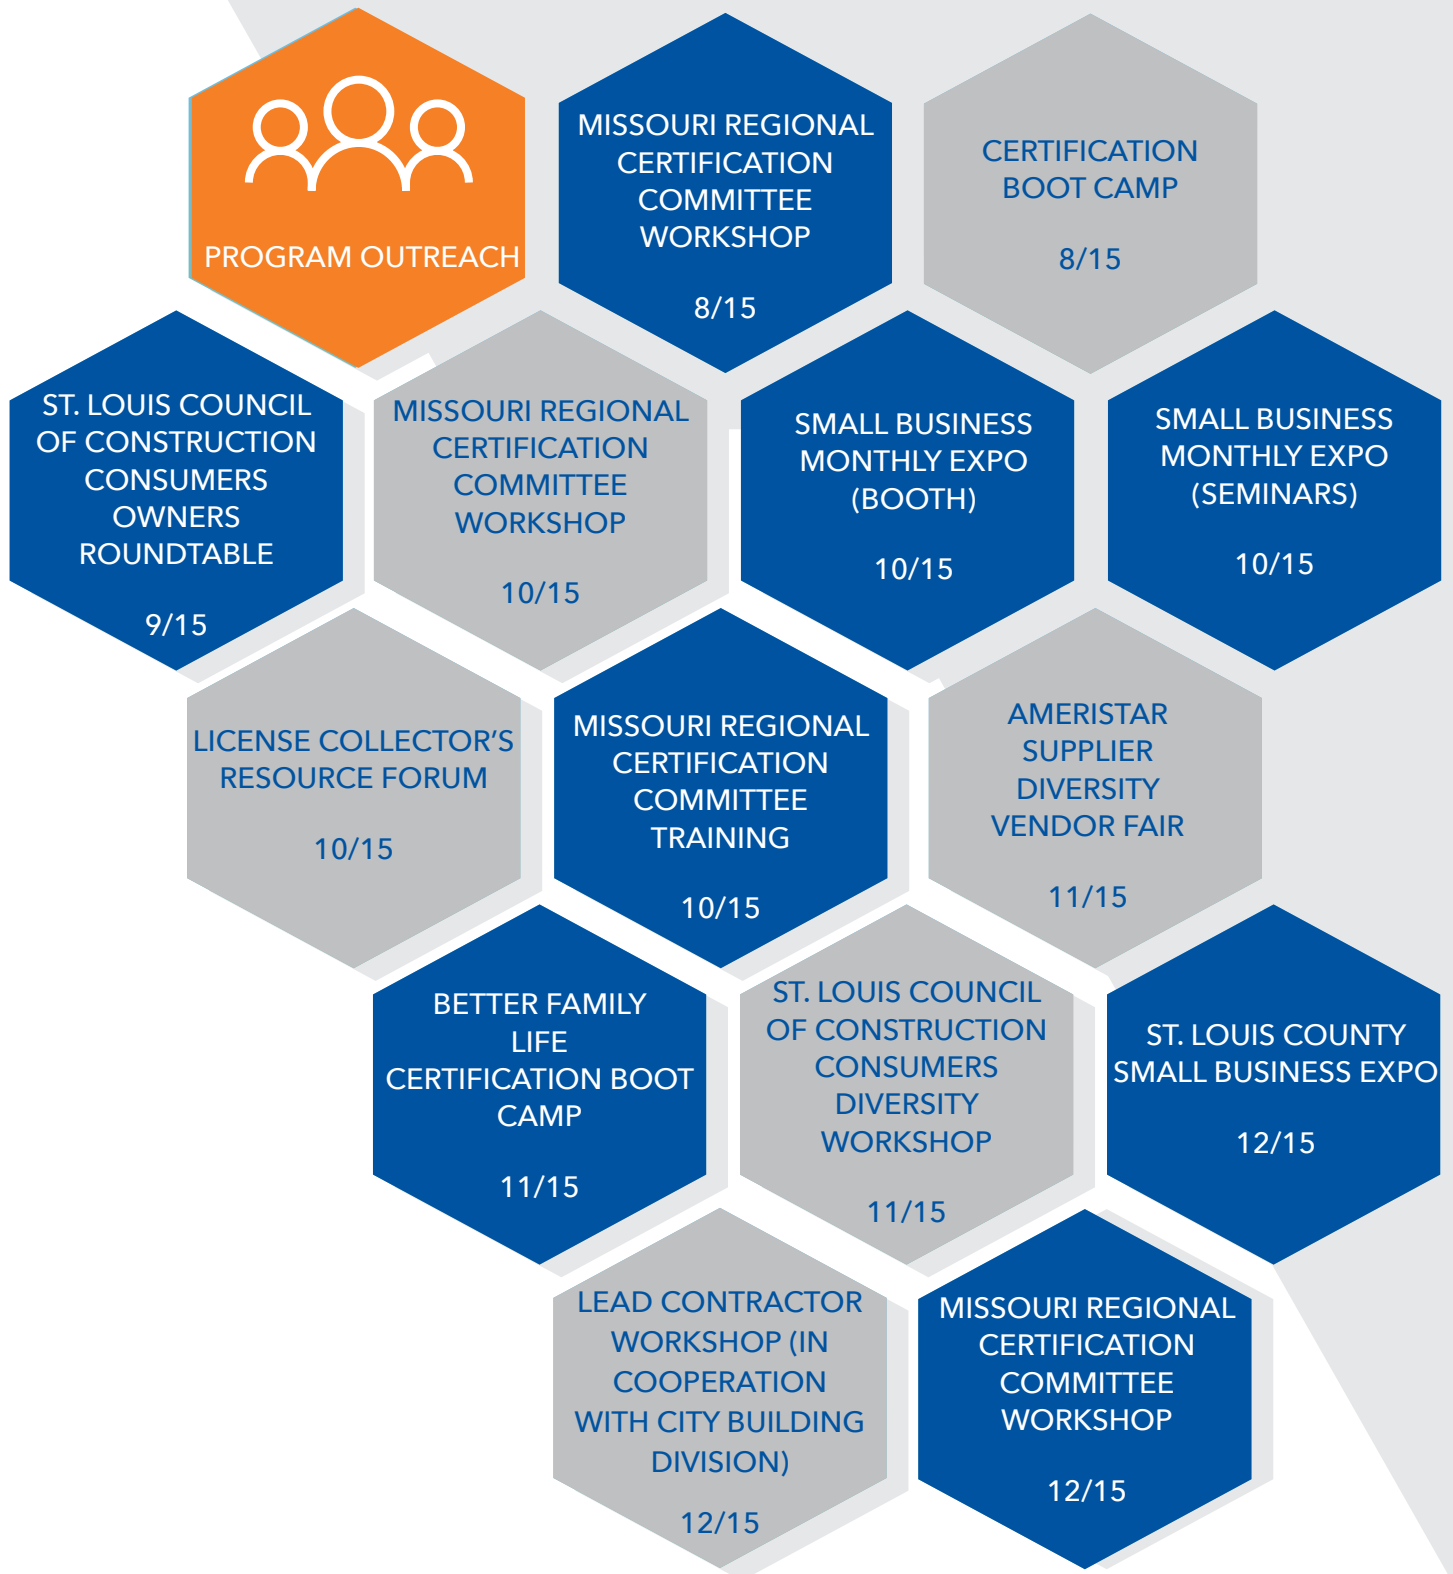 PROGRAM OUTREACH
MISSOURI REGIONAL
CERTIFICATION
COMMITTEE
WORKSHOP
8/15
CERTIFICATION
BOOT CAMP
8/15
ST. LOUIS COUNCIL
OF CONSTRUCTION
CONSUMERS
OWNERS
ROUNDTABLE
9/15
MISSOURI REGIONAL
CERTIFICATION
COMMITTEE
WORKSHOP
10/15
SMALL BUSINESS
MONTHLY EXPO
(BOOTH)
10/15
SMALL BUSINESS
MONTHLY EXPO
(SEMINARS)
10/15
LICENSE COLLECTOR'S
RESOURCE FORUM
10/15
MISSOURI REGIONAL
CERTIFICATION
COMMITTEE
TRAINING
10/15
AMERISTAR
SUPPLIER
DIVERSITY
VENDOR FAIR
11/15
BETTER FAMILY
LIFE
CERTIFICATION BOOT
CAMP
11/15
ST. LOUIS COUNCIL
OF CONSTRUCTION
CONSUMERS
DIVERSITY
WORKSHOP
11/15
ST. LOUIS COUNTY
SMALL BUSINESS EXPO
12/15
LEAD CONTRACTOR
WORKSHOP (IN
COOPERATION
WITH CITY BUILDING
DIVISION)
12/15
MISSOURI REGIONAL
CERTIFICATION
COMMITTEE
WORKSHOP
12/15